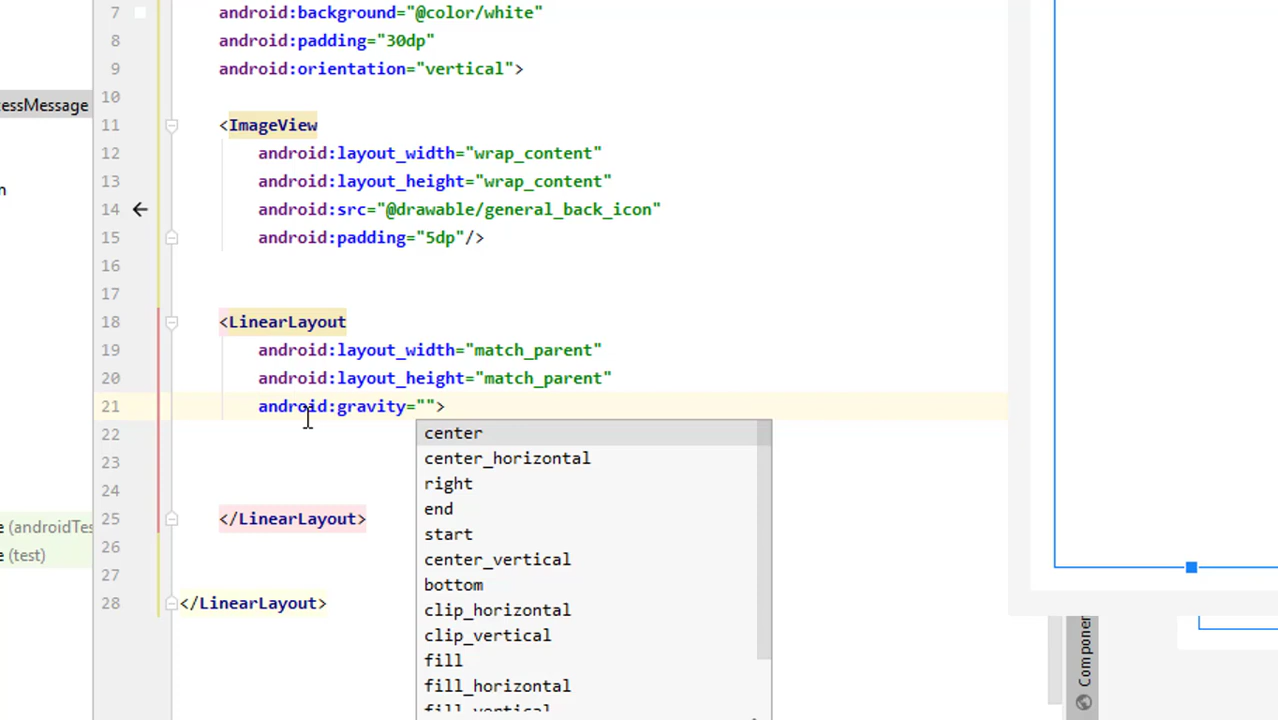 7 android:background="@color/white"
8 android:padding="30dp"
9 android:orientation="vertical">
10
cessMessage
11 <ImageView
12 android:layout_width="wrap_content"
13 android:layout_height="wrap_content"
n
14 android:src="@drawable/general_back_icon"
15 android:padding="5dp"/>
16
17
18 <LinearLayout
19 android:layout_width="match_parent"
20 android:layout_height="match_parent"
21 android:gravity="">
22
center
23
center_horizontal
right
24
end
25 </LinearLayout>
e (androidTes
start
26
e (test)
center_vertical
27
bottom
28 </LinearLayout>
clip_horizontal
clip_vertical
fill
fill_horizontal
fill_vertical
Componen